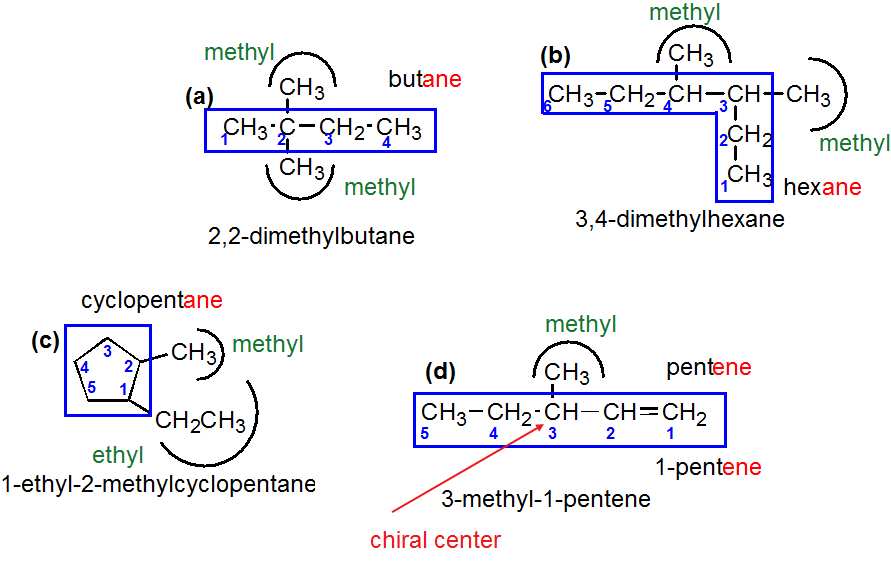 (a)
methyl
CH3
butane
CH3-C-CH2-CH3
1 2 3 4
CH3
methyl
2,2-dimethylbutane
(b)
methyl
CH3
CH3-CH2-CH-CH-CH3
6 5 4 3
methyl
2 CH2
1 CH3
hexane
3,4-dimethylhexane
cyclopentane
(c)
3
4 2
5 1
CH3
methyl
CH2CH3
ethyl
1-ethyl-2-methylcyclopentane
methyl
(d)
CH3
pentene
CH3-CH2-CH-CH=CH2
5 4 3 2 1
1-pentene
3-methyl-1-pentene
chiral center